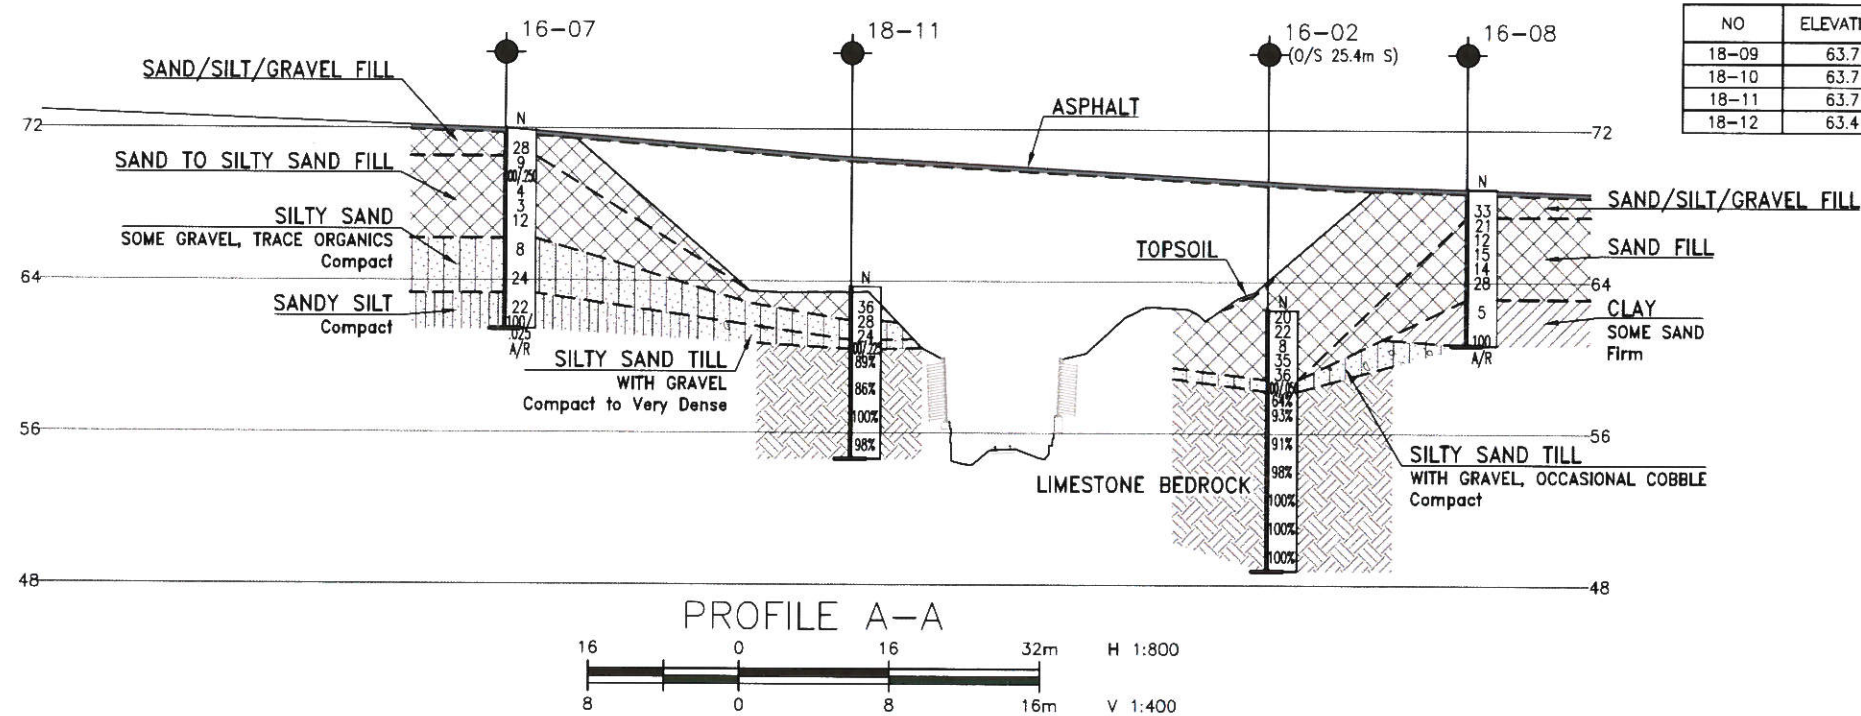 16-07
18-11
16-02
(O/S 25.4m S)
16-08
NO
18-09 63.7
18-10 63.7
18-11 63.7
18-12 63.4
SAND/SILT/GRAVEL FILL
ASPHALT
72
72
SAND TO SILTY SAND FILL
SILTY SAND
SOME GRAVEL, TRACE ORGANICS
Compact
64
SANDY SILT
Compact
N
28
9
4
3
12
8
24
22
100/
.025
A/R
SILTY SAND TILL
WITH GRAVEL
Compact to Very Dense
N
36
28
24
89%
86%
100%
98%
TOPSOIL
N
20
22
8
35
36
64%
93%
91%
98%
100%
100%
100%
N
33
21
12
15
14
28
5
100
A/R
SAND/SILT/GRAVEL FILL
SAND FILL
64
CLAY
SOME SAND
Firm
56
56
LIMESTONE BEDROCK
SILTY SAND TILL
WITH GRAVEL, OCCASIONAL COBBLE
Compact
48
48
PROFILE A-A
16 0 16 32m H 1:800
8 0 8 16m V 1:400